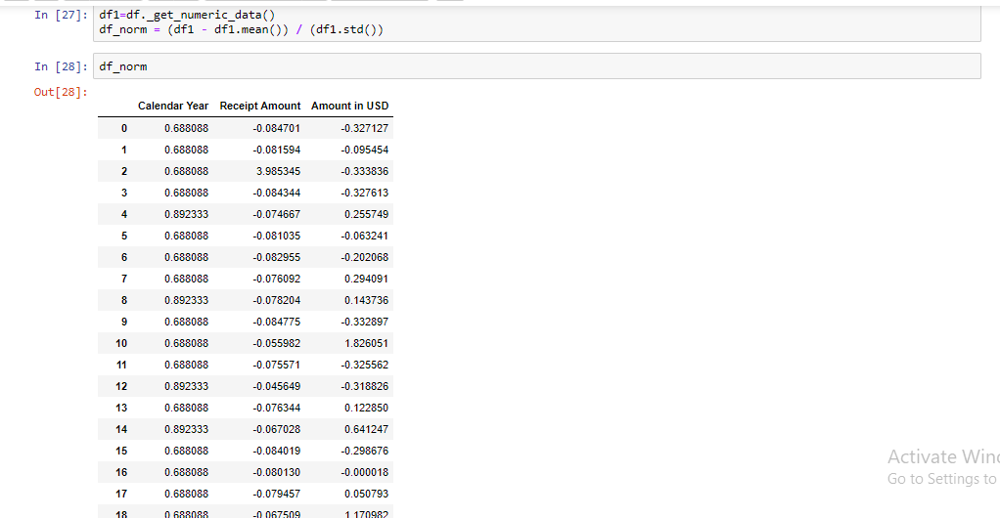 In [27]: df1=df._get_numeric_data()
df_norm = (df1 - df1.mean()) / (df1.std())
In [28]: df_norm
Out[28]:
Calendar Year Receipt Amount Amount in USD
0 0.688088 -0.084701 -0.327127
1 0.688088 -0.081594 -0.095454
2 0.688088 3.985345 -0.333836
3 0.688088 -0.084344 -0.327613
4 0.892333 -0.074667 0.255749
5 0.688088 -0.081035 -0.063241
6 0.688088 -0.082955 -0.202068
7 0.688088 -0.076092 0.294091
8 0.892333 -0.078204 0.143736
9 0.688088 -0.084775 -0.332897
10 0.688088 -0.055982 1.826051
11 0.688088 -0.075571 -0.325562
12 0.892333 -0.045649 -0.318826
13 0.688088 -0.076344 0.122850
14 0.892333 -0.067028 0.641247
15 0.688088 -0.084019 -0.298676
16 0.688088 -0.080130 -0.000018
17 0.688088 -0.079457 0.050793
18 0.688088 -0.067509 1.170982
Activate Win
Go to Settings to